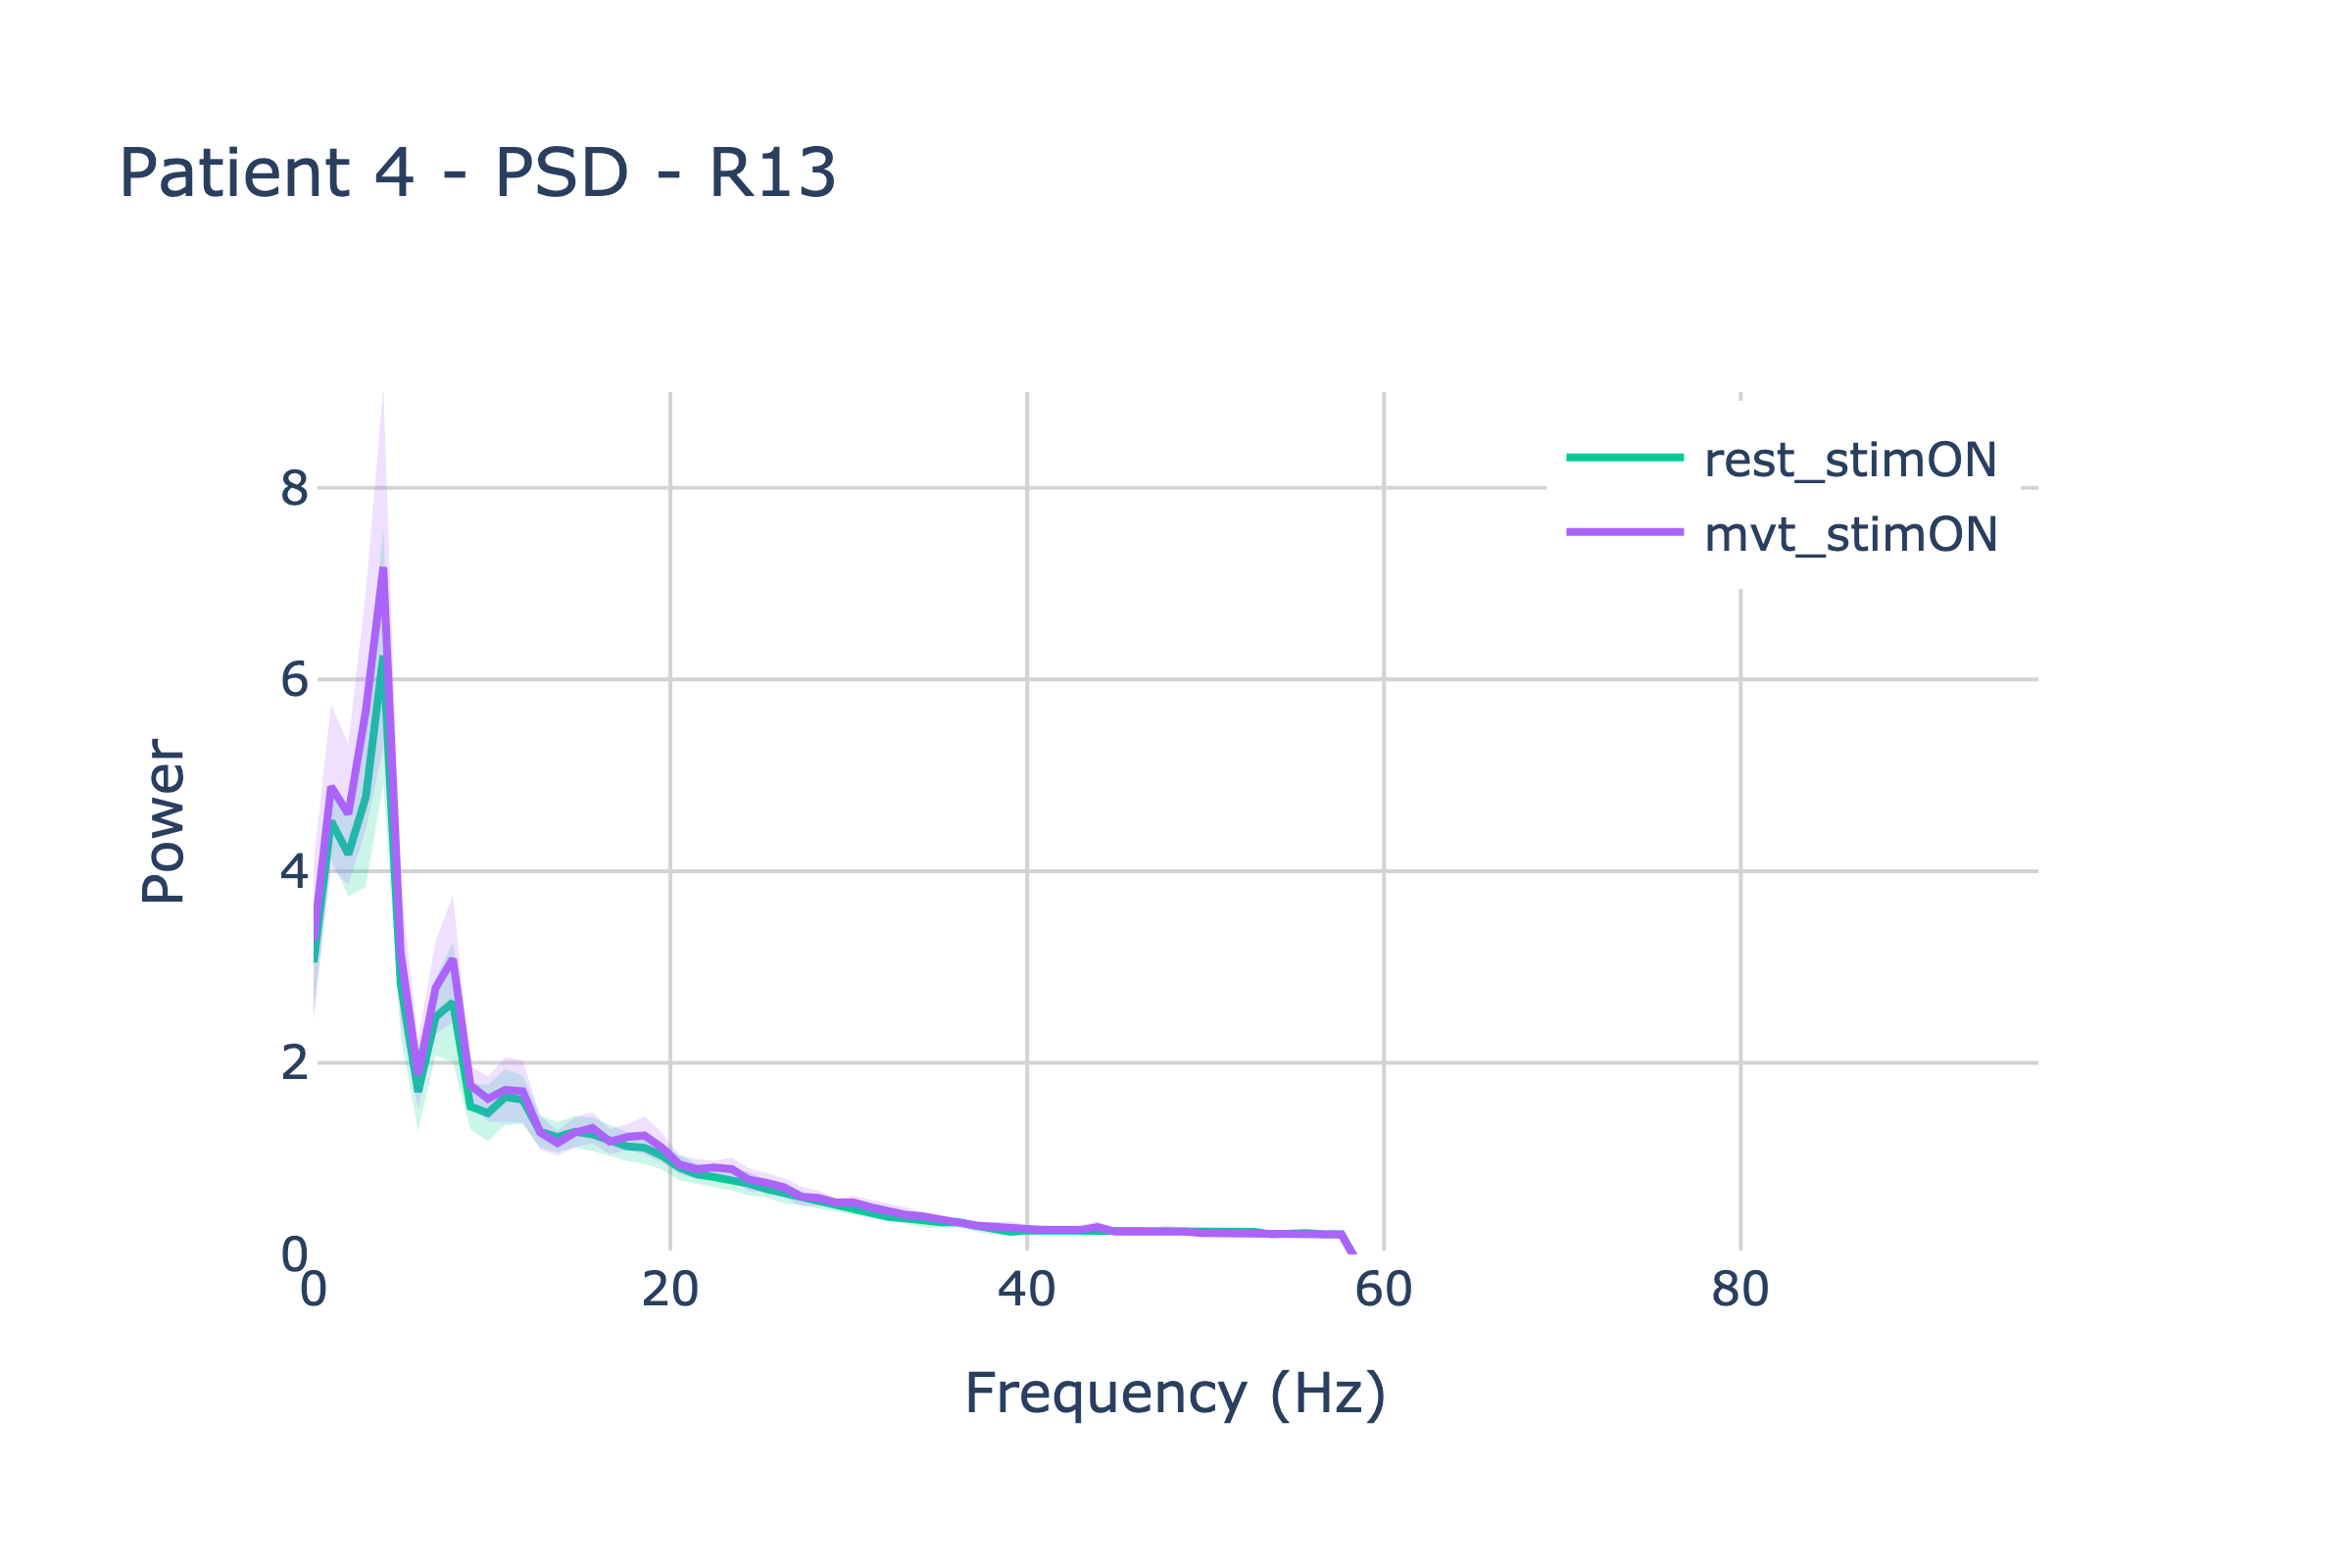 Patient 4 - PSD - R13
rest_stimON
mvt_stimON
8
6
4
2
0
Power
0 20 40 60 80
Frequency (Hz)